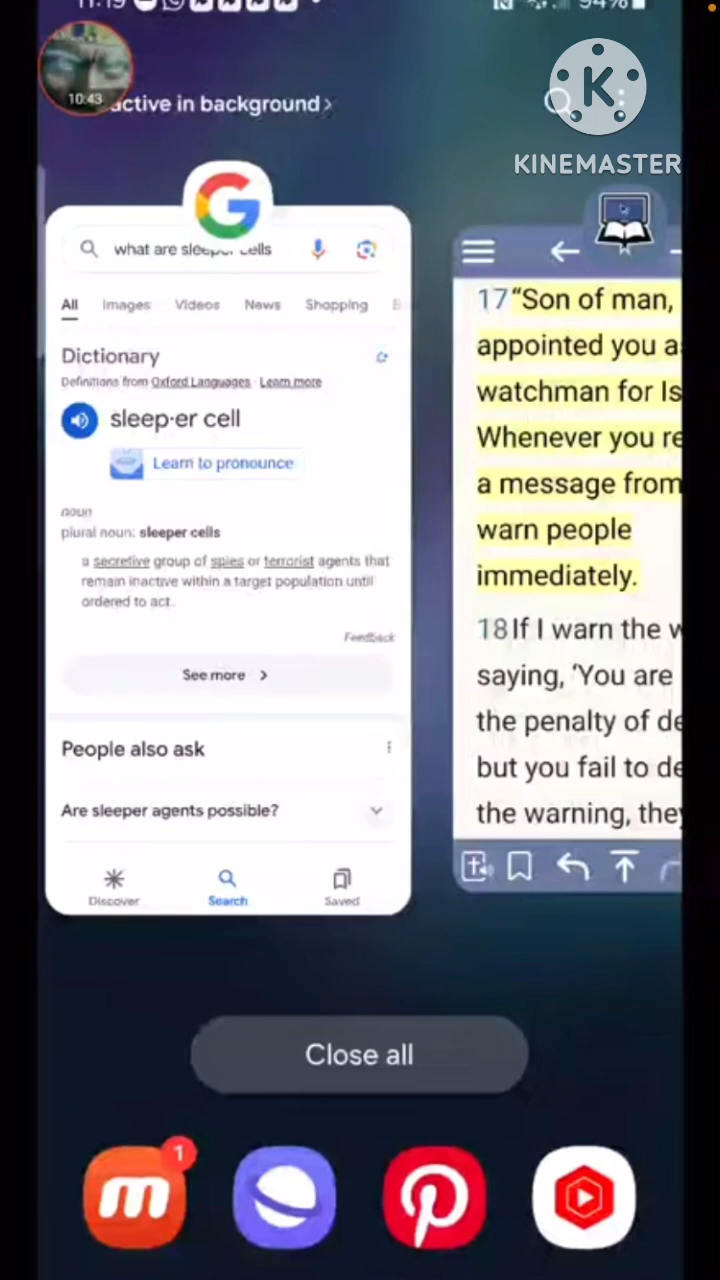 11:19
94%
10:43
active in background >
KINEMASTER
what are sleeper cells
All Images Videos News Shopping
Dictionary
Definitions from Oxford Languages · Learn more
sleep·er cell
Learn to pronounce
noun
plural noun: sleeper cells
a secretive group of spies or terrorist agents that
remain inactive within a target population until
ordered to act.
Feedback
See more >
People also ask
Are sleeper agents possible?
Discover Search Saved
17 “Son of man,
appointed you a
watchman for Is
Whenever you re
a message from
warn people
immediately.
18 If I warn the w
saying, ‘You are
the penalty of de
but you fail to de
the warning, they
Close all
1